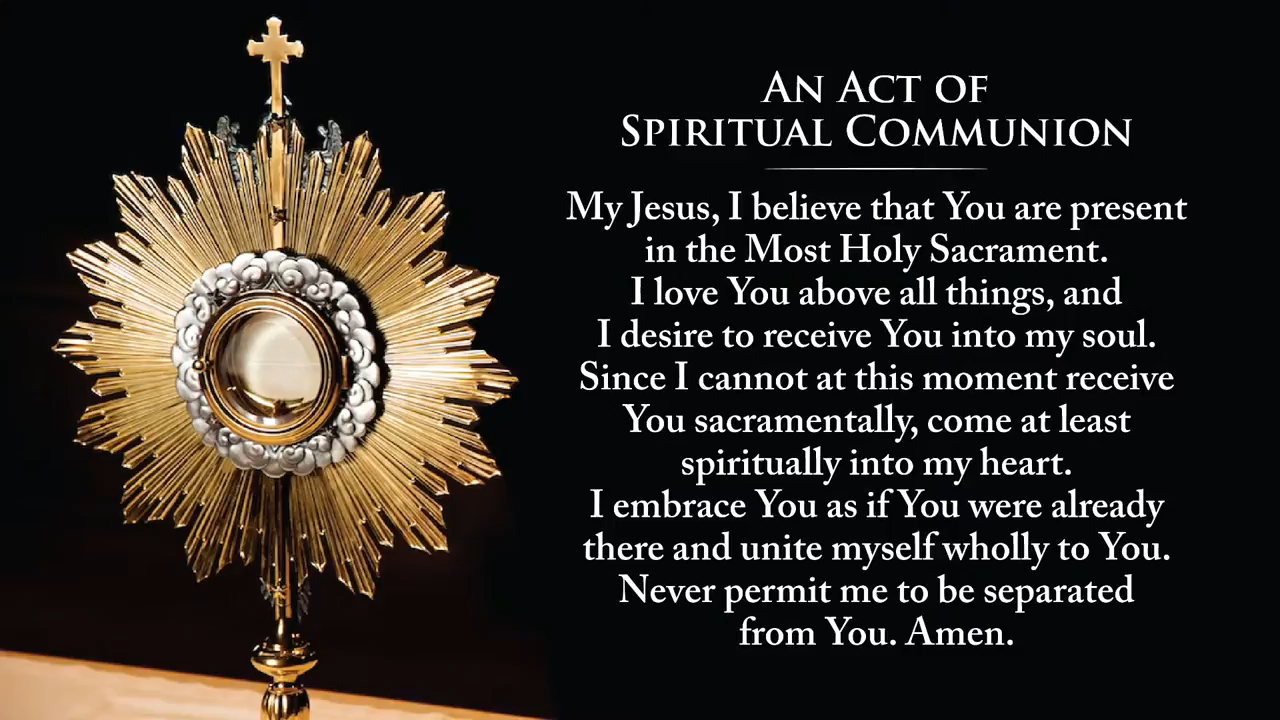 An Act of
Spiritual Communion
My Jesus, I believe that You are present
in the Most Holy Sacrament.
I love You above all things, and
I desire to receive You into my soul.
Since I cannot at this moment receive
You sacramentally, come at least
spiritually into my heart.
I embrace You as if You were already
there and unite myself wholly to You.
Never permit me to be separated
from You. Amen.